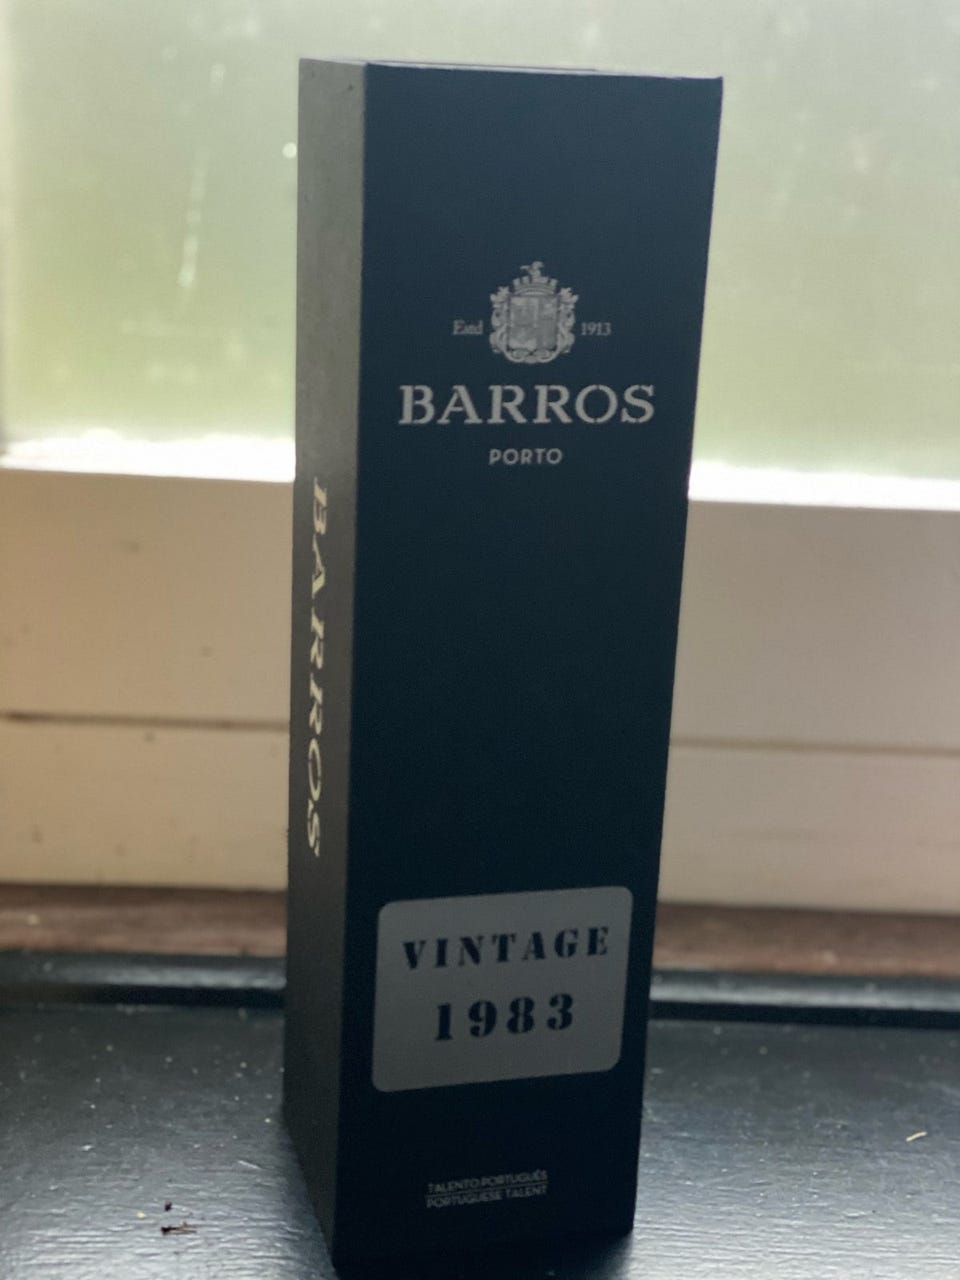 Estd 1913
BARROS
PORTO
BARROS
VINTAGE
1983
TALENTO PORTUGUÊS
PORTUGUESE TALENT